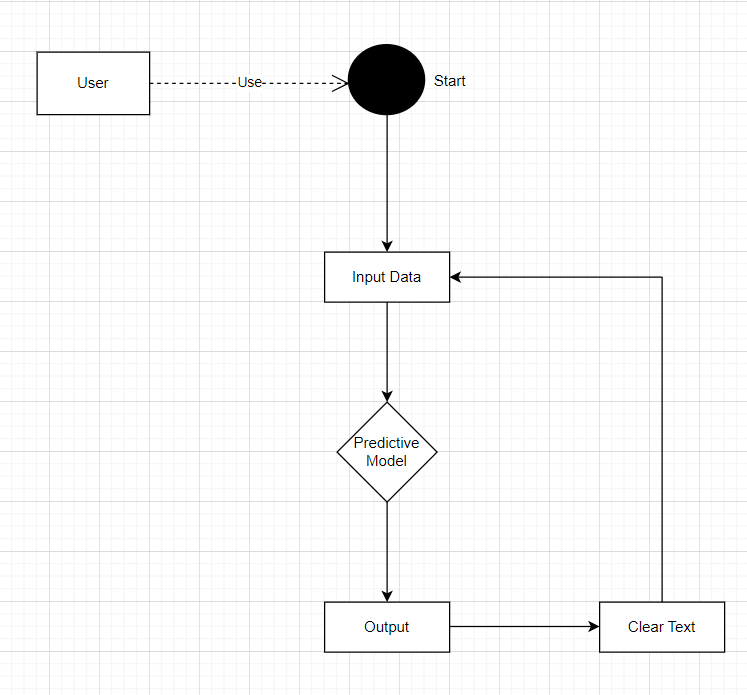 User
Use
Start
Input Data
Predictive
Model
Output
Clear Text